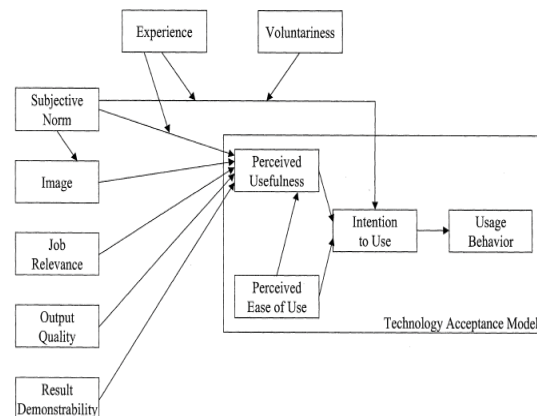 Experience
Voluntariness
Subjective
Norm
Image
Perceived
Usefulness
Intention
to Use
Usage
Behavior
Job
Relevance
Perceived
Ease of Use
Output
Quality
Technology Acceptance Model
Result
Demonstrability